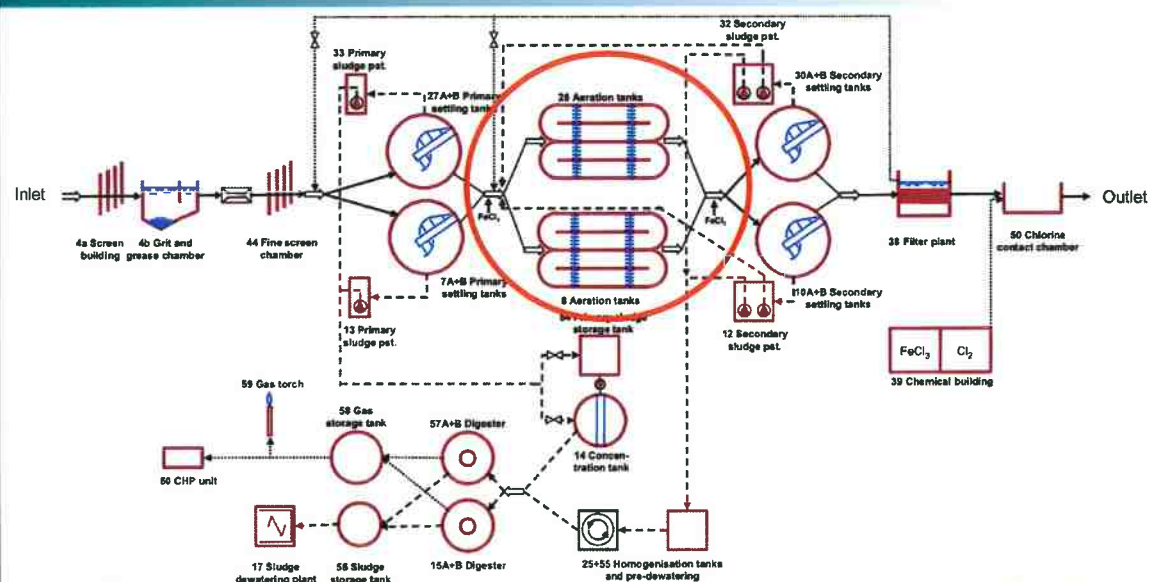 32 Secondary
sludge pst.
33 Primary
sludge pst.
27A+B Primary
settling tanks
28 Aeration tanks
30A+B Secondary
settling tanks
Inlet
Outlet
FeCl3
FeCl3
4a Screen
building
4b Grit and
grease chamber
44 Fine screen
chamber
38 Filter plant
50 Chlorine
contact chamber
7A+B Primary
settling tanks
8 Aeration tanks
10A+B Secondary
settling tanks
13 Primary
sludge pst.
storage tank
12 Secondary
sludge pst.
FeCl3
Cl2
39 Chemical building
59 Gas torch
58 Gas
storage tank
57A+B Digester
14 Concen-
tration tank
60 CHP unit
17 Sludge
dewatering plant
56 Sludge
storage tank
15A+B Digester
25+55 Homogenisation tanks
and pre-dewatering